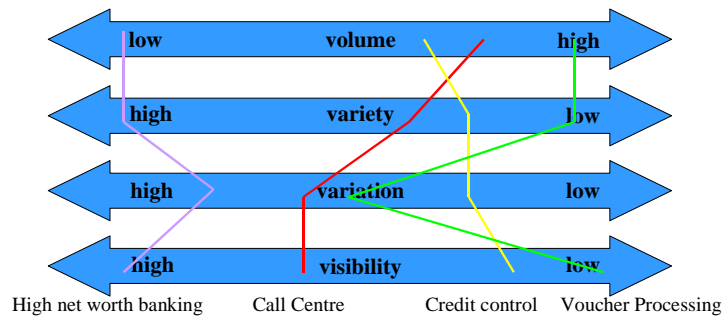 low volume high
high variety low
high variation low
high visibility low
High net worth banking Call Centre Credit control Voucher Processing